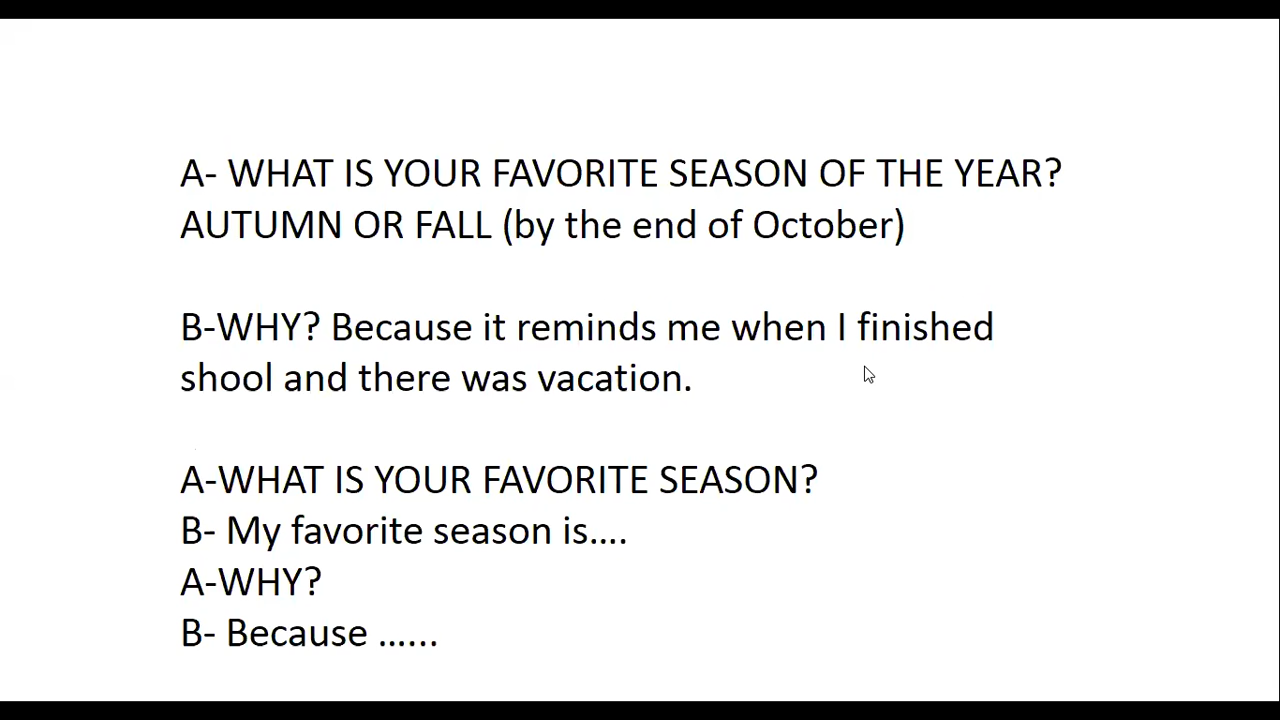 A- WHAT IS YOUR FAVORITE SEASON OF THE YEAR?
AUTUMN OR FALL (by the end of October)
B-WHY? Because it reminds me when I finished
shool and there was vacation.
A-WHAT IS YOUR FAVORITE SEASON?
B- My favorite season is....
A-WHY?
B- Because ......